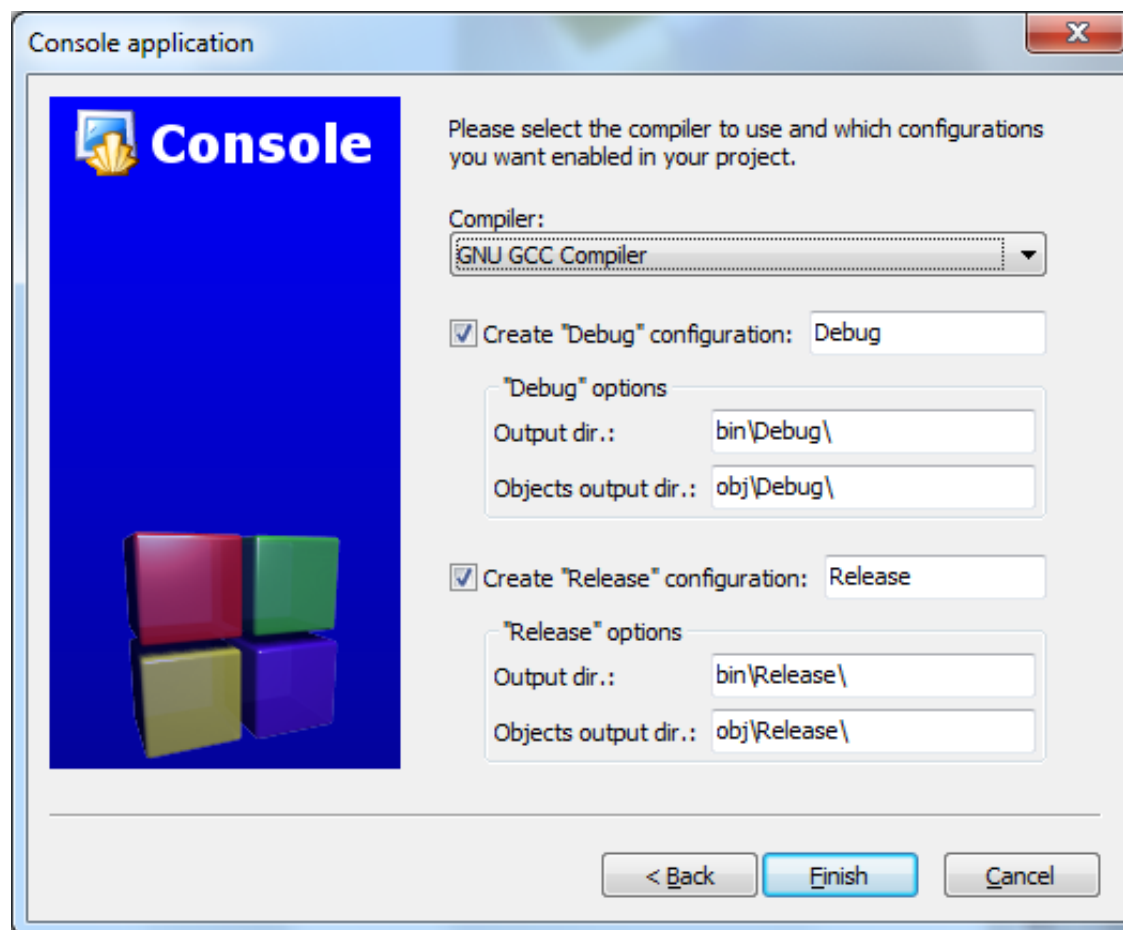 Console application
Console
Please select the compiler to use and which configurations
you want enabled in your project.
Compiler:
GNU GCC Compiler
Create "Debug" configuration: Debug
"Debug" options
Output dir.: bin\Debug\
Objects output dir.: obj\Debug\
Create "Release" configuration: Release
"Release" options
Output dir.: bin\Release\
Objects output dir.: obj\Release\
< Back Finish Cancel